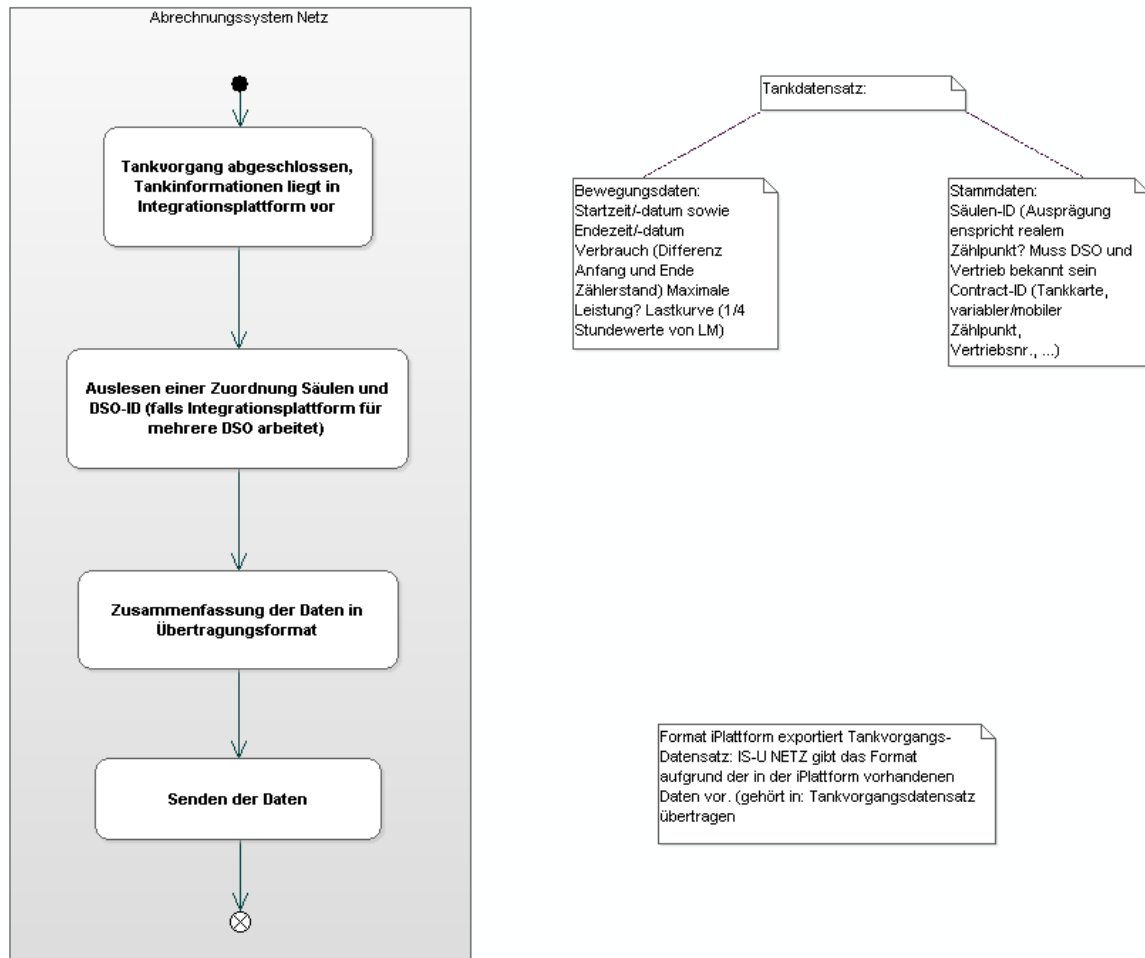 Abrechnungssystem Netz
Tankvorgang abgeschlossen,
Tankinformationen liegt in
Integrationsplattform vor
Auslesen einer Zuordnung Säulen und
DSO-ID (falls Integrationsplattform für
mehrere DSO arbeitet)
Zusammenfassung der Daten in
Übertragungsformat
Senden der Daten
Tankdatensatz:
Bewegungsdaten:
Startzeit/-datum sowie
Endezeit/-datum
Verbrauch (Differenz
Anfang und Ende
Zählerstand) Maximale
Leistung? Lastkurve (1/4
Stundewerte von LM)
Stammdaten:
Säulen-ID (Ausprägung
enspricht realem
Zählpunkt? Muss DSO und
Vertrieb bekannt sein
Contract-ID (Tankkarte,
variabler/mobiler
Zählpunkt,
Vertriebsnr., ...)
Format iPlattform exportiert Tankvorgangs-
Datensatz: IS-U NETZ gibt das Format
aufgrund der in der iPlattform vorhandenen
Daten vor. (gehört in: Tankvorgangsdatensatz
übertragen